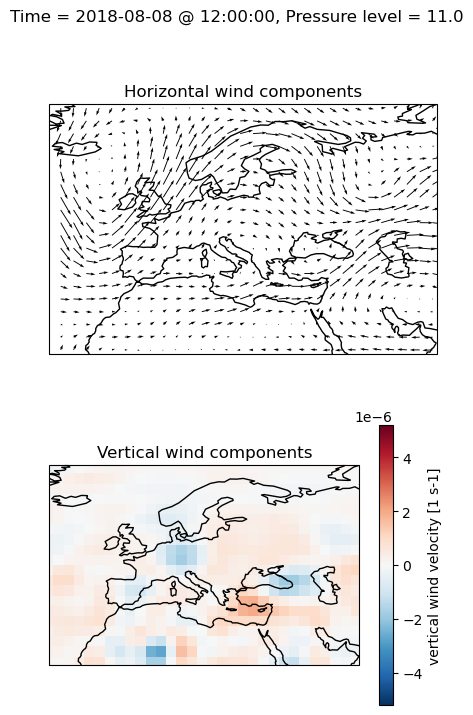 Time = 2018-08-08 @ 12:00:00, Pressure level = 11.0
Horizontal wind components
Vertical wind components
1e−6
4
2
0
−2
−4
vertical wind velocity [1 s-1]